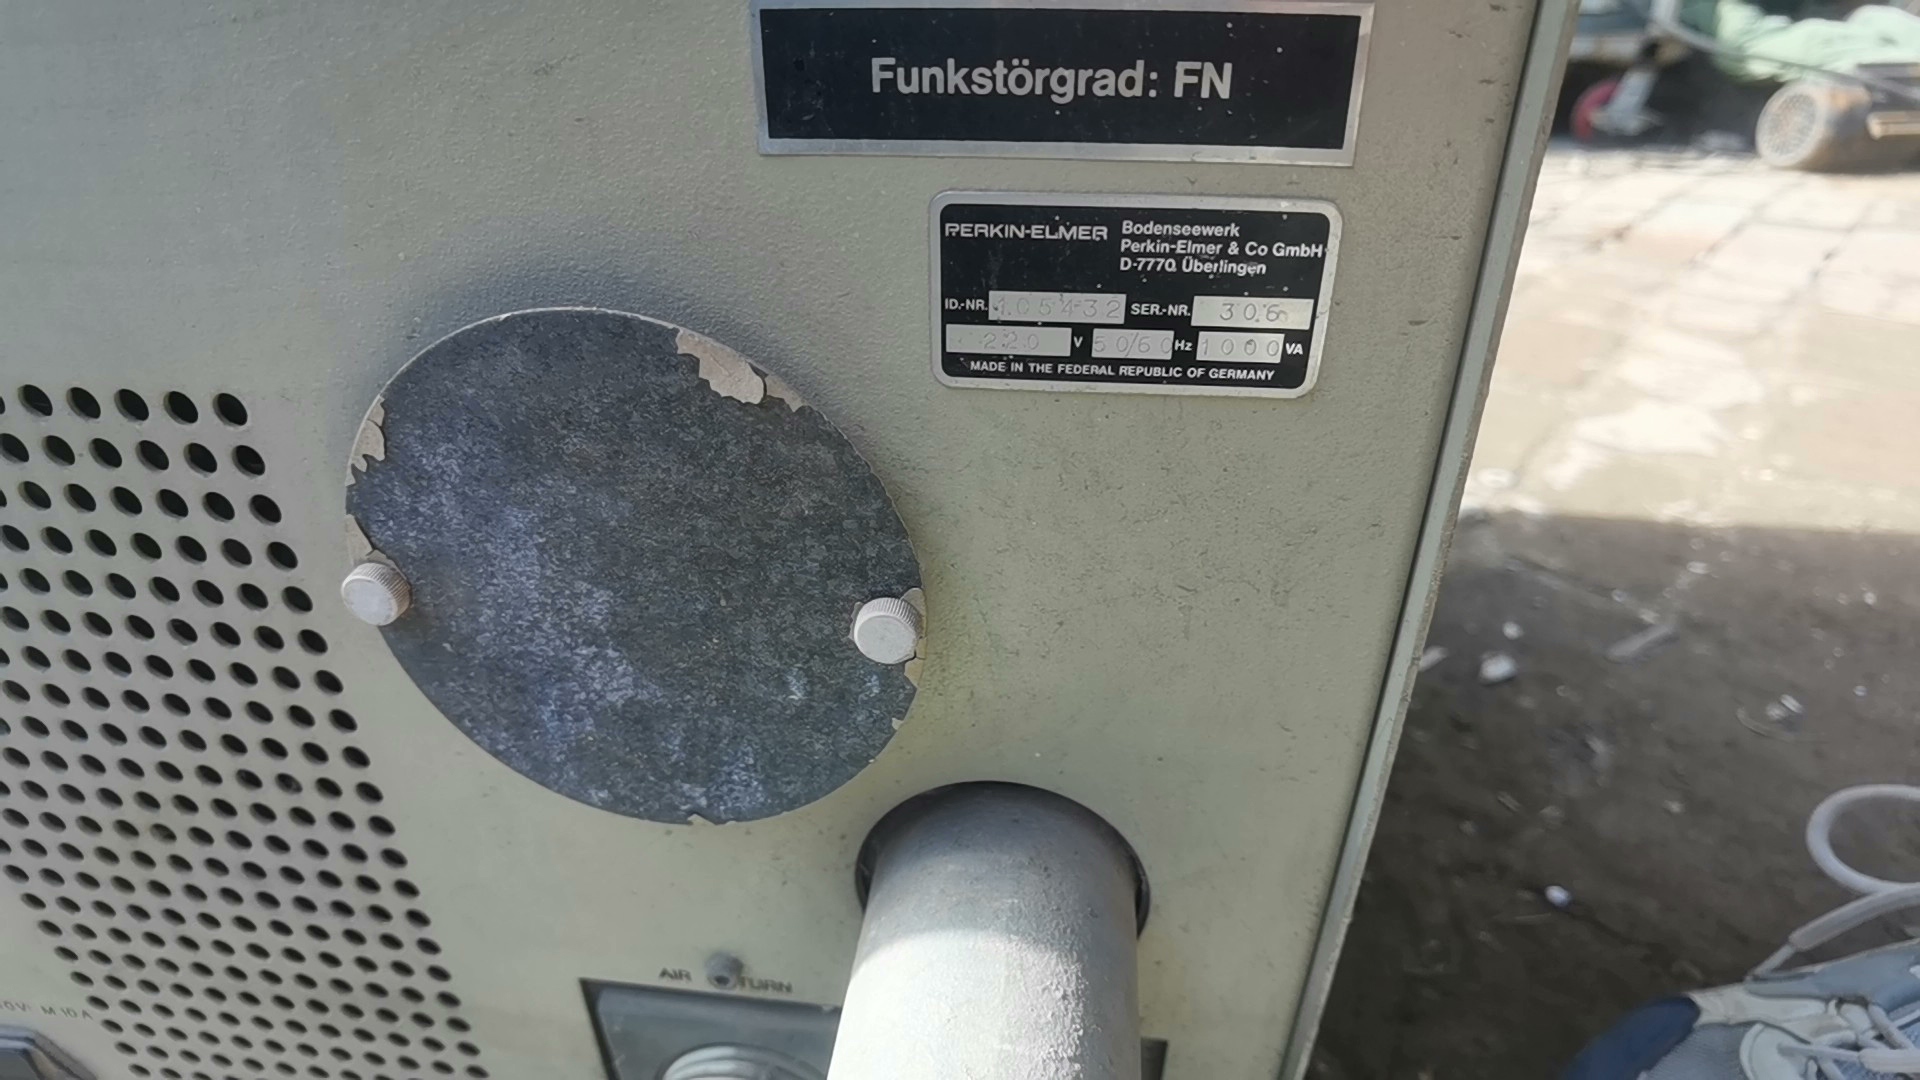 Funkstörgrad: FN
PERKIN-ELMER
Bodenseewerk
Perkin-Elmer & Co GmbH
D-7770 Überlingen
ID.-NR. 105432 SER.-NR. 306
220 V 50/60 Hz 1000 VA
MADE IN THE FEDERAL REPUBLIC OF GERMANY
AIR TURN
M 10A